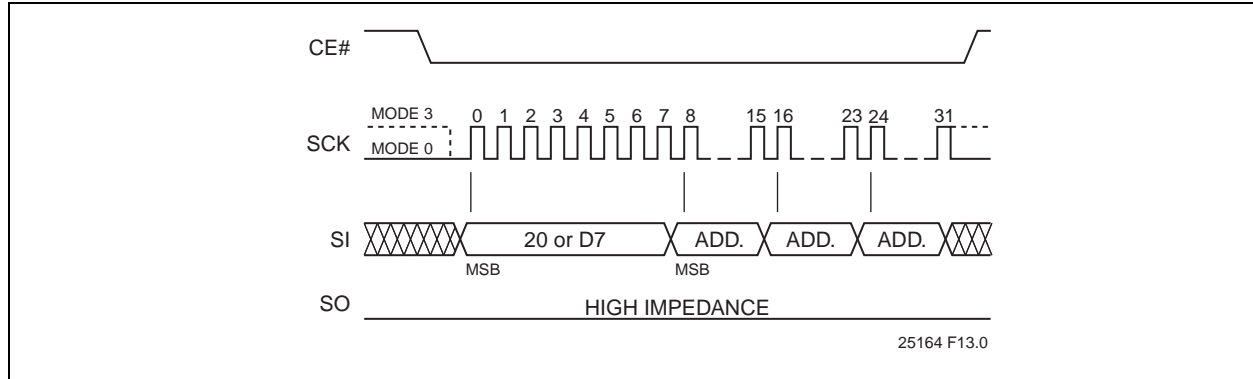 CE#
MODE 3
0 1 2 3 4 5 6 7 8 15 16 23 24 31
SCK
MODE 0
SI
20 or D7 ADD. ADD. ADD.
MSB MSB
SO
HIGH IMPEDANCE
25164 F13.0